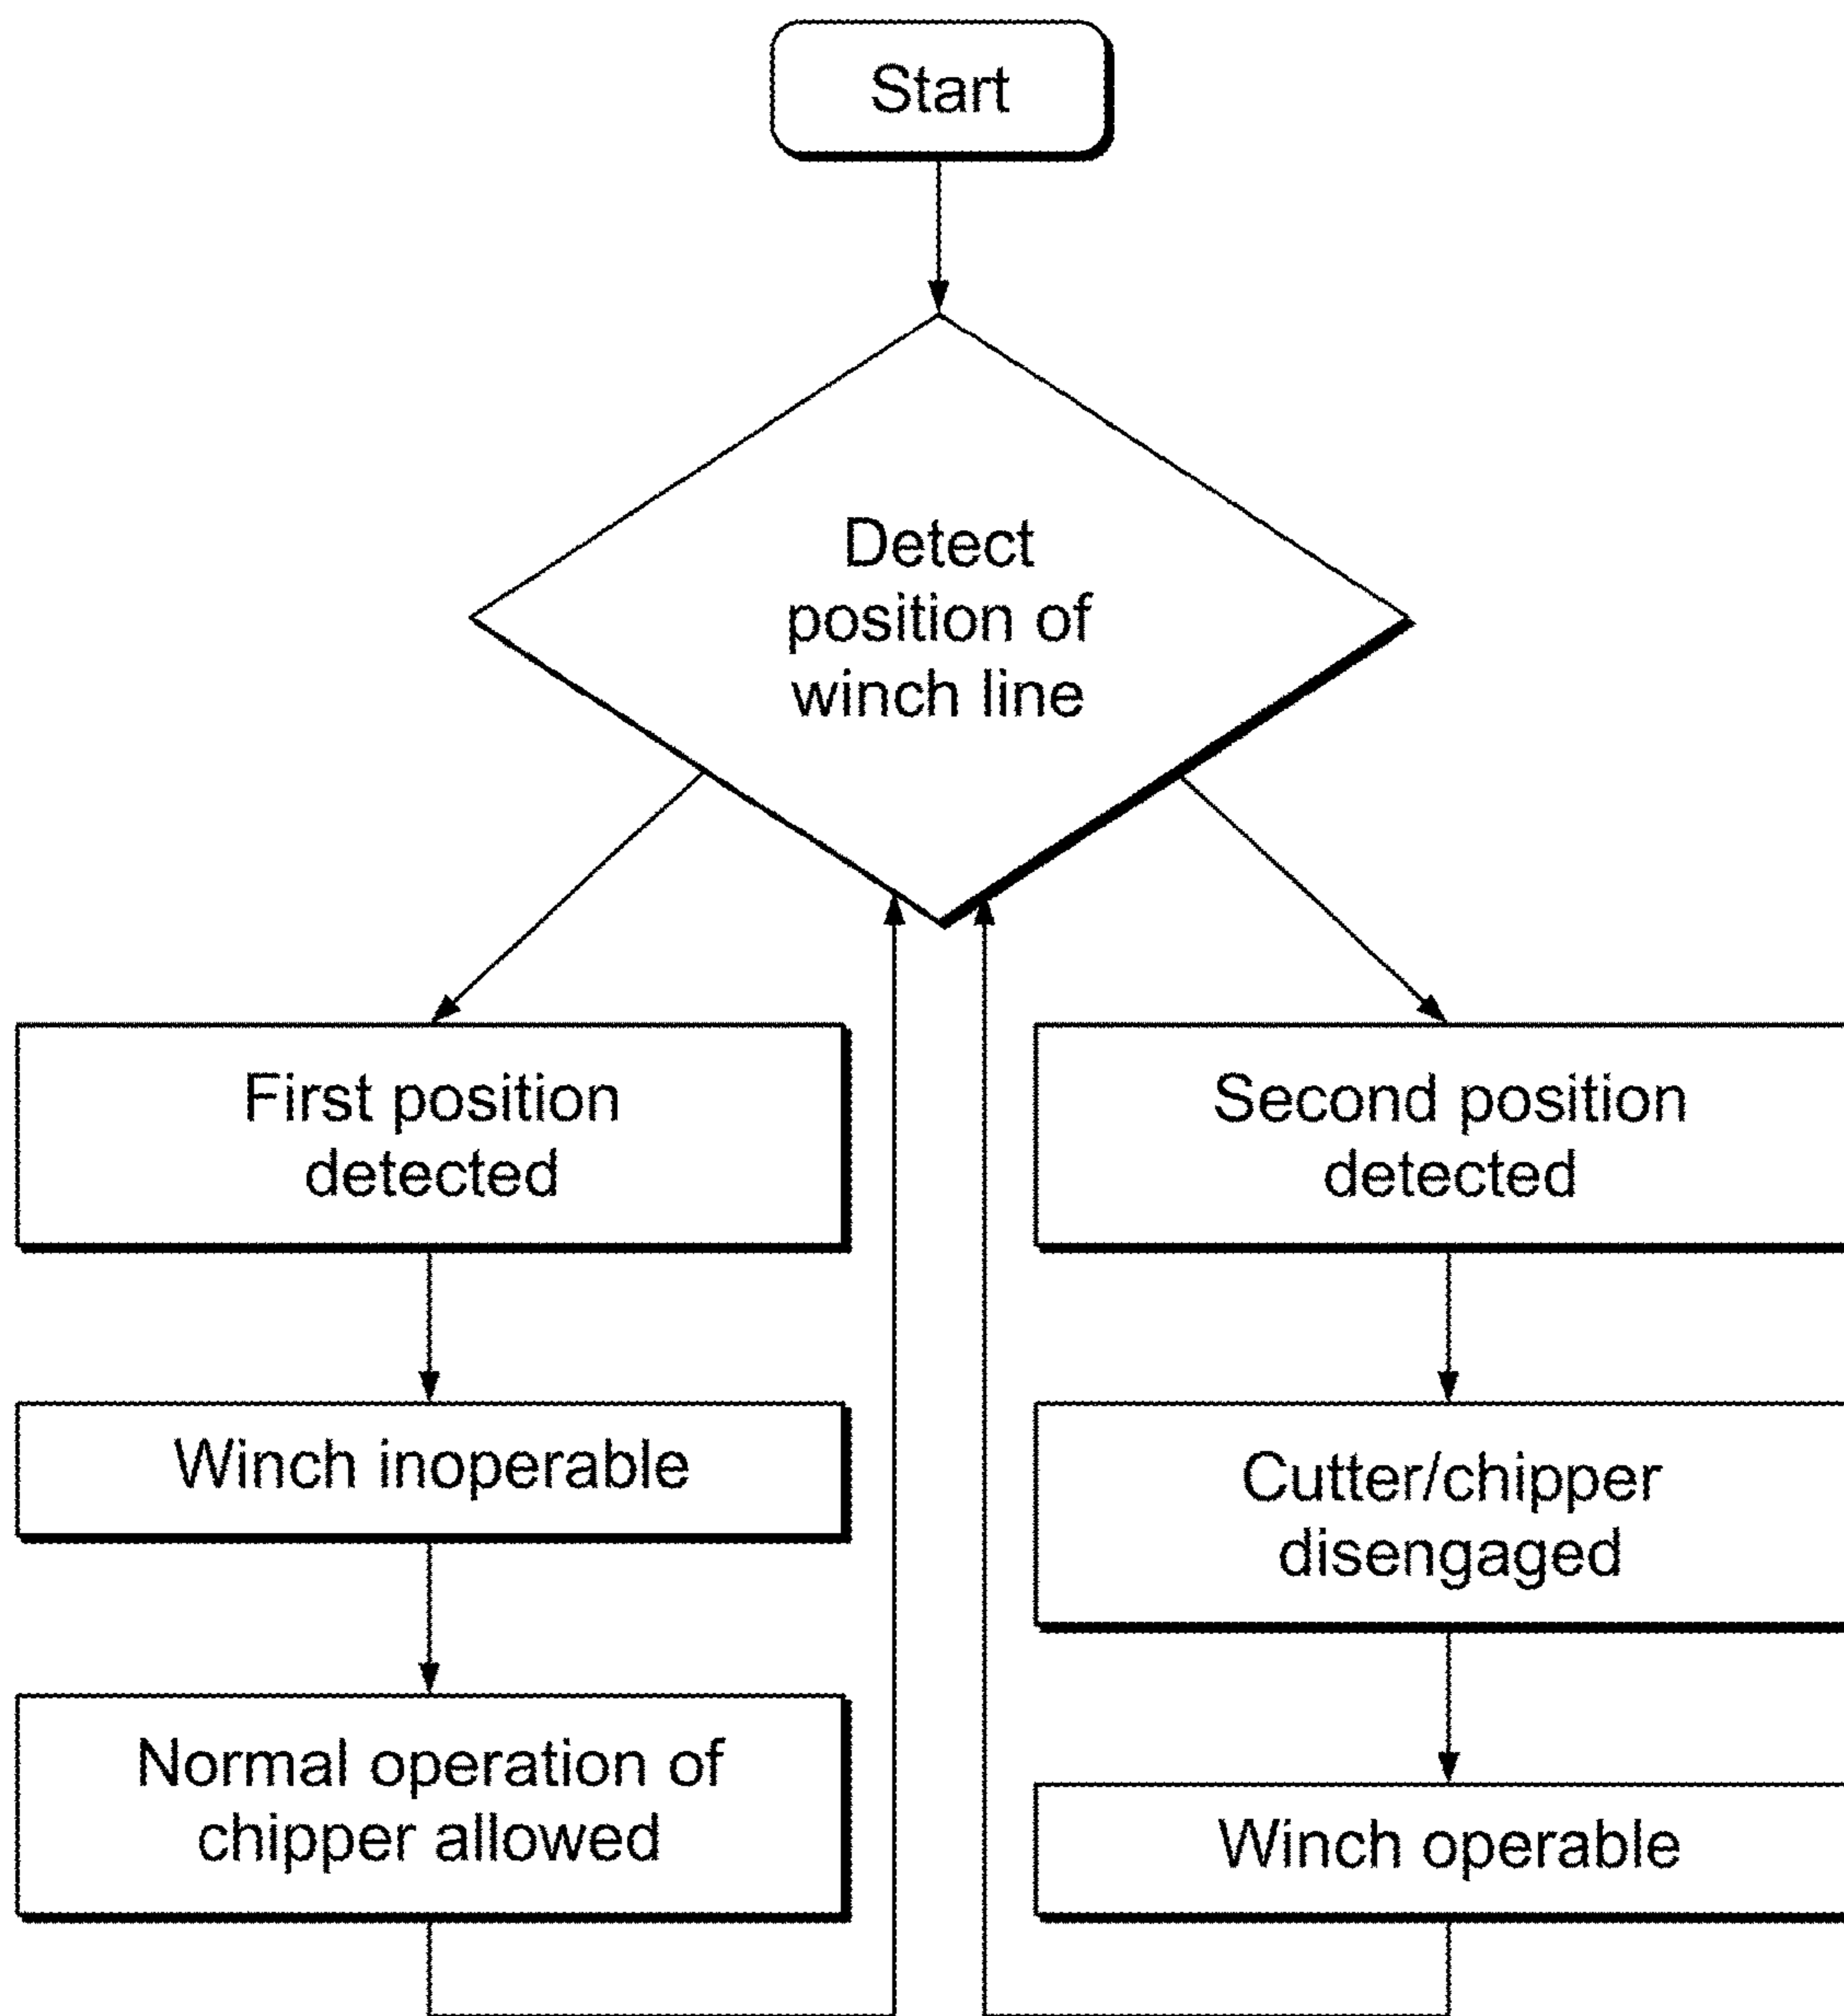 Start
Detect
position of
winch line
First position
detected
Winch inoperable
Normal operation of
chipper allowed
Second position
detected
Cutter/chipper
disengaged
Winch operable